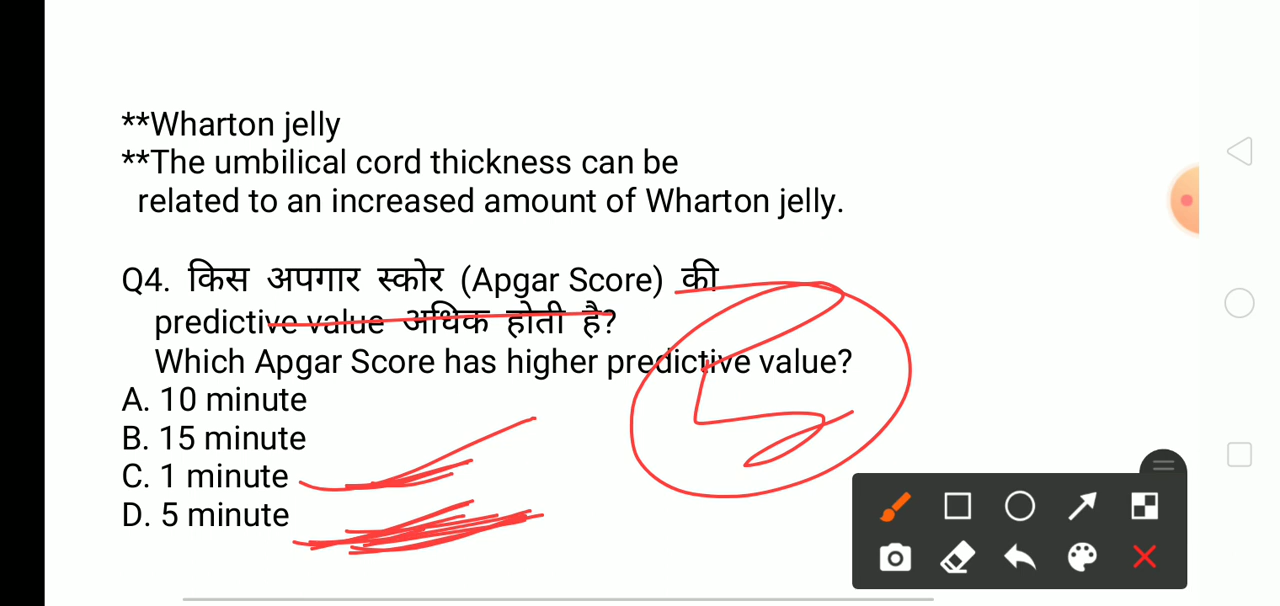 **Wharton jelly
**The umbilical cord thickness can be
related to an increased amount of Wharton jelly.
Q4. किस अपगार स्कोर (Apgar Score) की
predictive value अधिक होती है?
Which Apgar Score has higher predictive value?
A. 10 minute
B. 15 minute
C. 1 minute
D. 5 minute
5